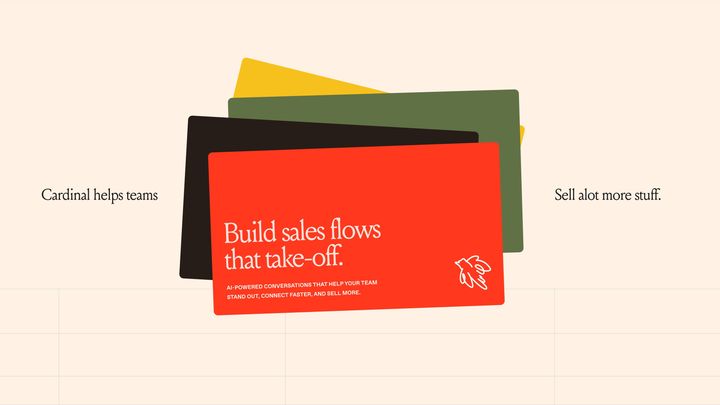 Cardinal helps teams
Build sales flows
that take-off.
AI-POWERED CONVERSATIONS THAT HELP YOUR TEAM
STAND OUT, CONNECT FASTER, AND SELL MORE.
Sell alot more stuff.